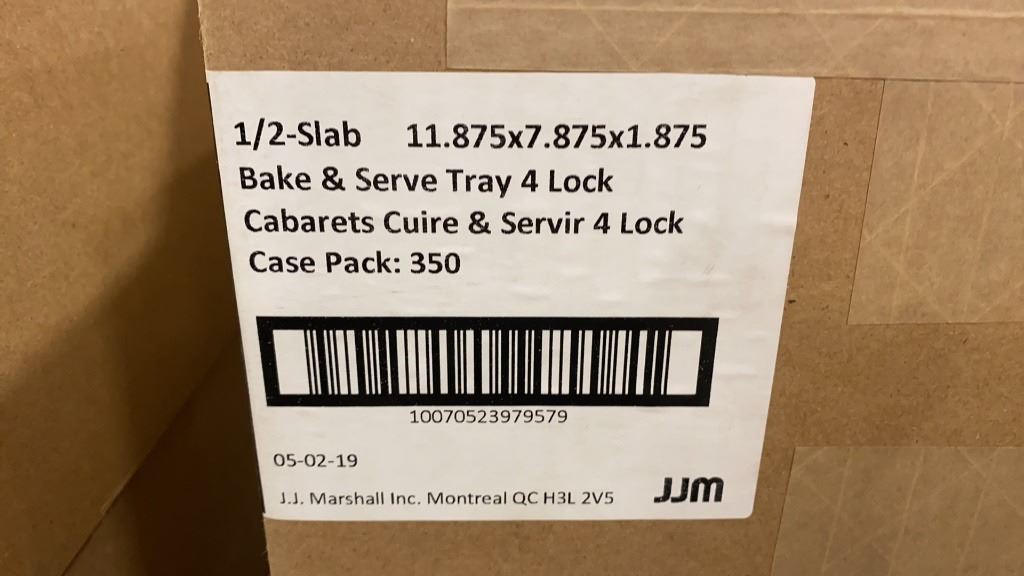 1/2-Slab 11.875x7.875x1.875
Bake & Serve Tray 4 Lock
Cabarets Cuire & Servir 4 Lock
Case Pack: 350
10070523979579
05-02-19
J.J. Marshall Inc. Montreal QC H3L 2V5
JJM